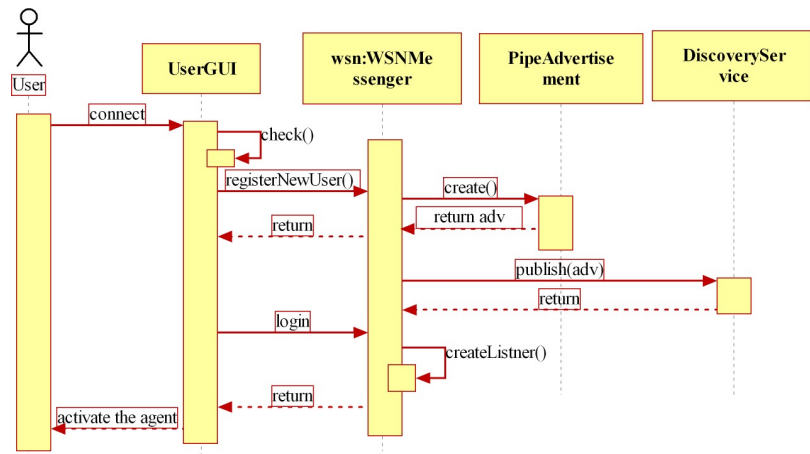 User
UserGUI
wsn:WSNMe
ssenger
PipeAdvertise
ment
DiscoverySer
vice
connect
check()
registerNewUser()
create()
return adv
return
publish(adv)
return
login
createListner()
return
activate the agent